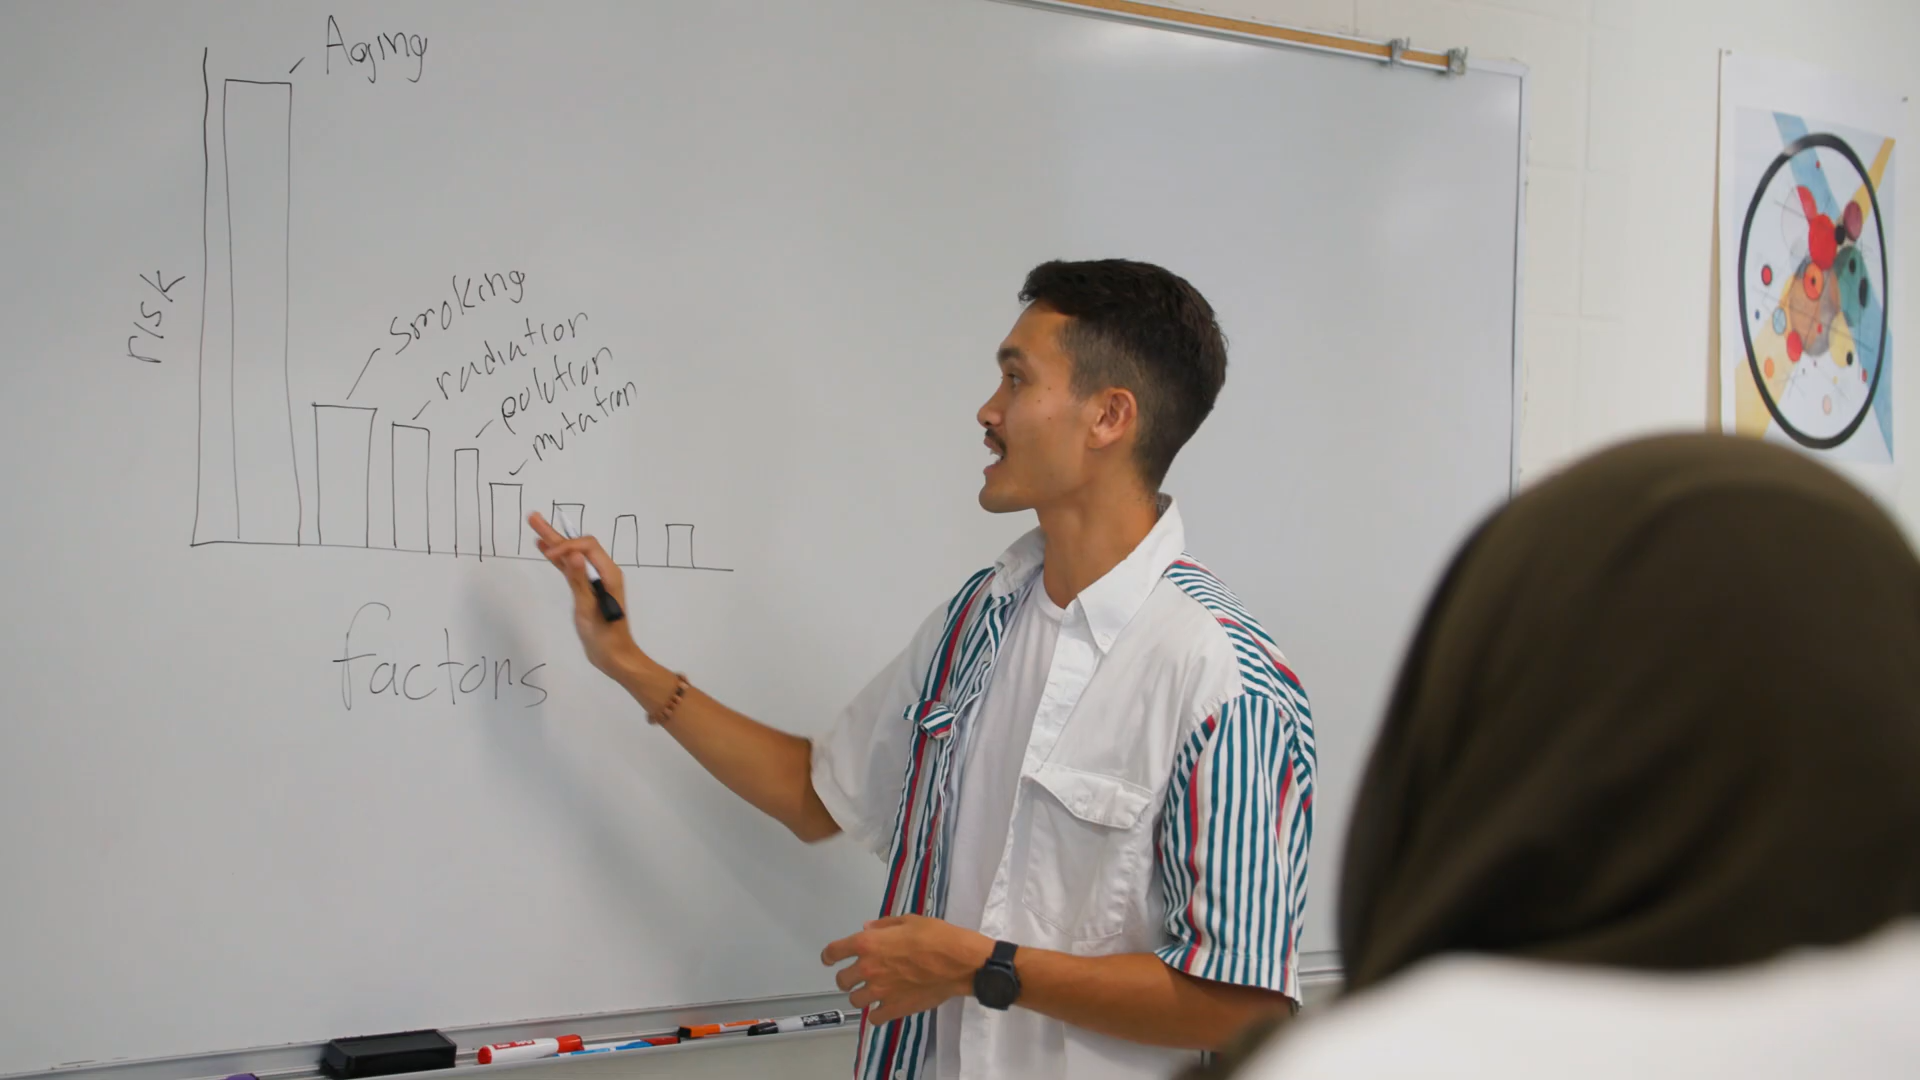 Aging
smoking
radiation
polution
mutation
risk
factors